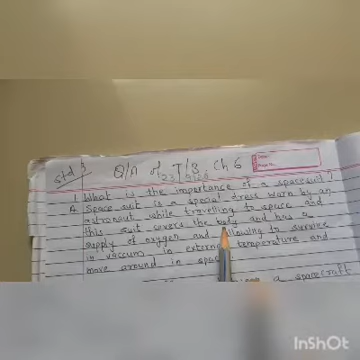 Std
Q/A of T/B Ch 6
1 What is the importance of a spacesuit?
A Space suit is a special dress worn by an
astronaut while travelling to space and
this suit covers the body and has a
supply of oxygen and allowing to survive
in vaccum in extreme temperature and
move around in space
a spacecraft
InShot